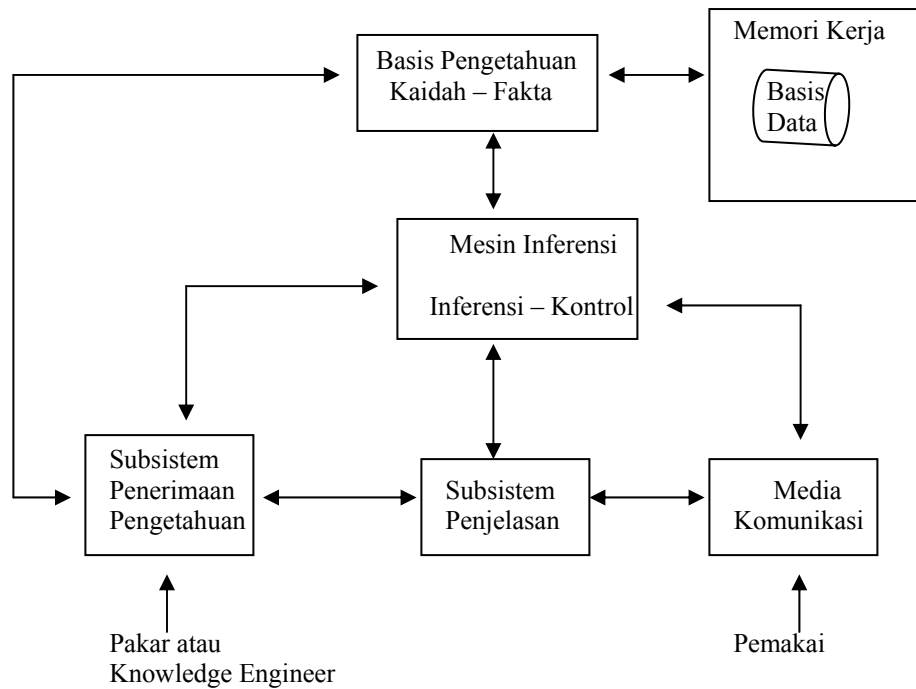 Basis Pengetahuan
Kaidah – Fakta
Memori Kerja
Basis
Data
Mesin Inferensi
Inferensi – Kontrol
Subsistem
Penerimaan
Pengetahuan
Subsistem
Penjelasan
Media
Komunikasi
Pakar atau
Knowledge Engineer
Pemakai